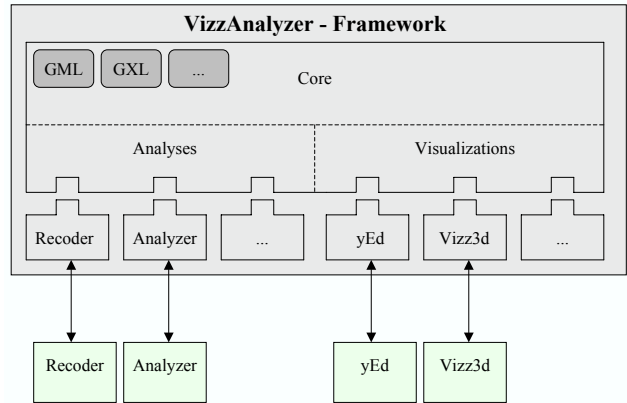 VizzAnalyzer - Framework
GML GXL ...
Core
Analyses Visualizations
Recoder Analyzer ... yEd Vizz3d ...
Recoder Analyzer yEd Vizz3d